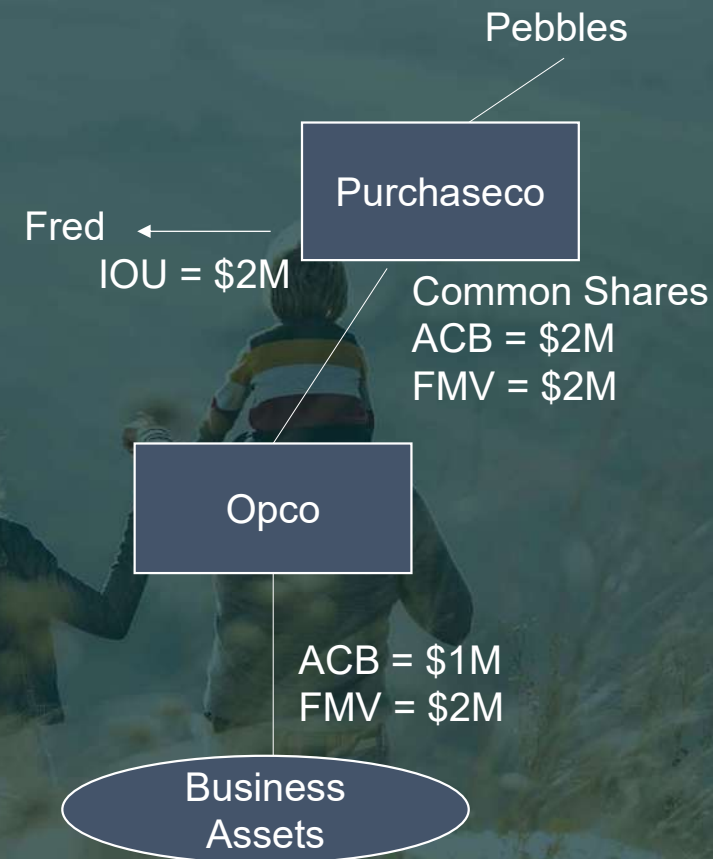 Pebbles
Purchaseco
Fred
IOU = $2M
Common Shares
ACB = $2M
FMV = $2M
Opco
ACB = $1M
FMV = $2M
Business
Assets